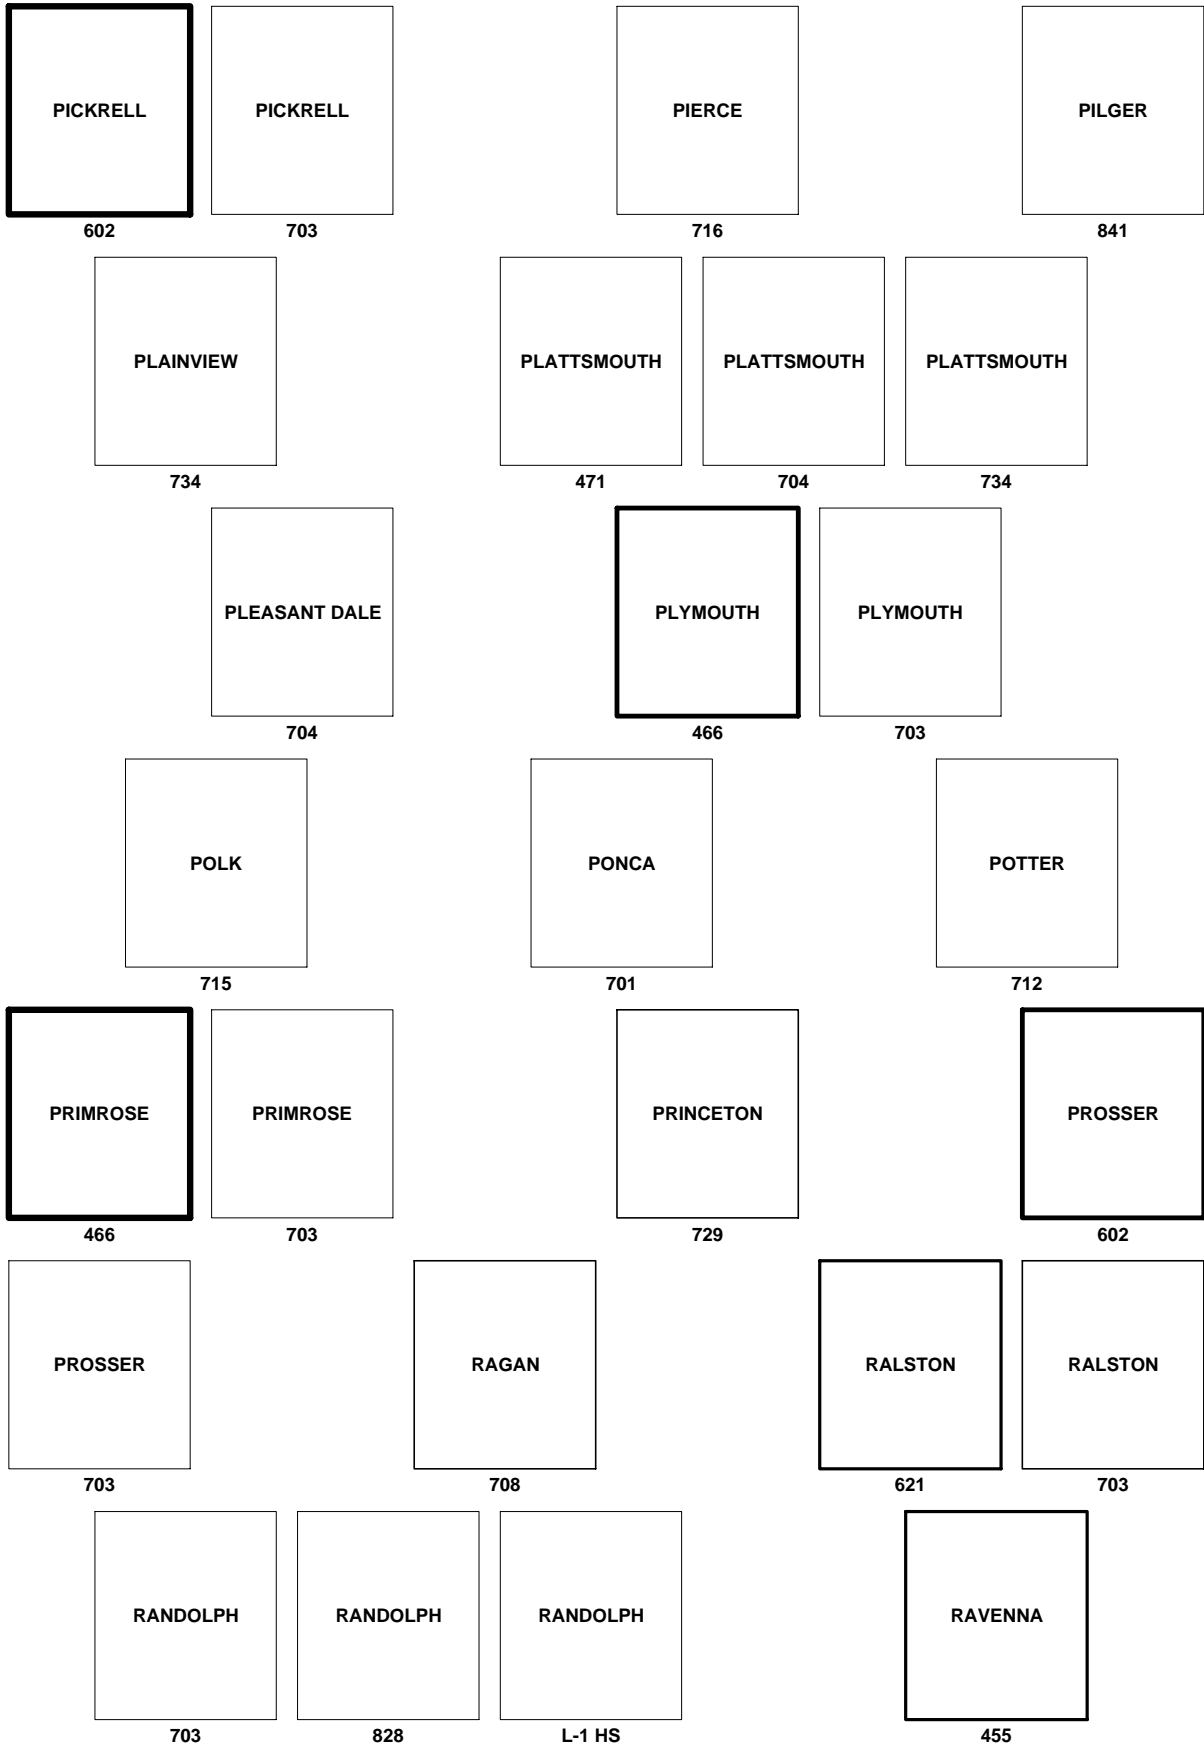 PICKRELL PICKRELL PIERCE PILGER
602 703 716 841
PLAINVIEW PLATTSMOUTH PLATTSMOUTH PLATTSMOUTH
734 471 704 734
PLEASANT DALE PLYMOUTH PLYMOUTH
704 466 703
POLK PONCA POTTER
715 701 712
PRIMROSE PRIMROSE PRINCETON PROSSER
466 703 729 602
PROSSER RAGAN RALSTON RALSTON
703 708 621 703
RANDOLPH RANDOLPH RANDOLPH RAVENNA
703 828 L-1 HS 455